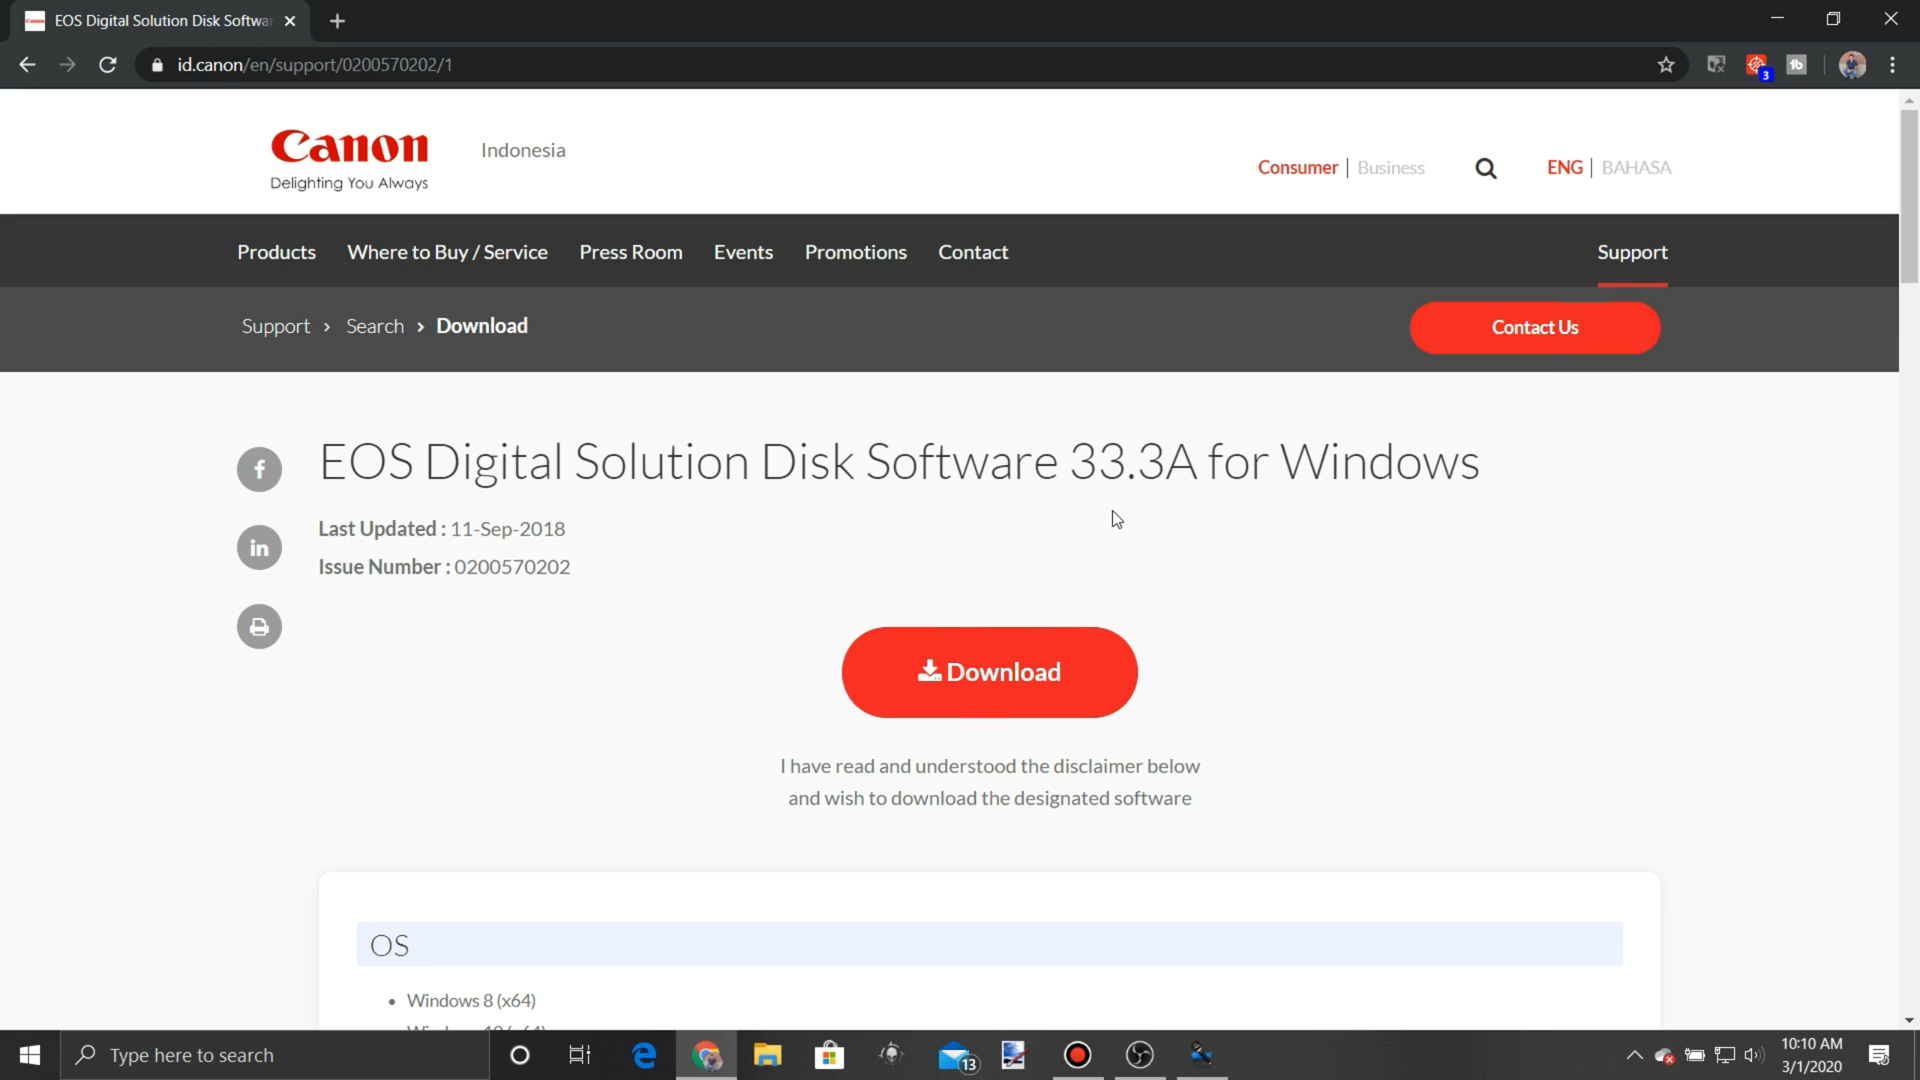 EOS Digital Solution Disk Softwar
id.canon/en/support/0200570202/1
3
tb
Canon
Delighting You Always
Indonesia
Consumer | Business
ENG | BAHASA
Products Where to Buy / Service Press Room Events Promotions Contact Support
Support > Search > Download
Contact Us
EOS Digital Solution Disk Software 33.3A for Windows
Last Updated : 11-Sep-2018
Issue Number : 0200570202
Download
I have read and understood the disclaimer below
and wish to download the designated software
OS
• Windows 8 (x64)
Type here to search
13
10:10 AM
3/1/2020